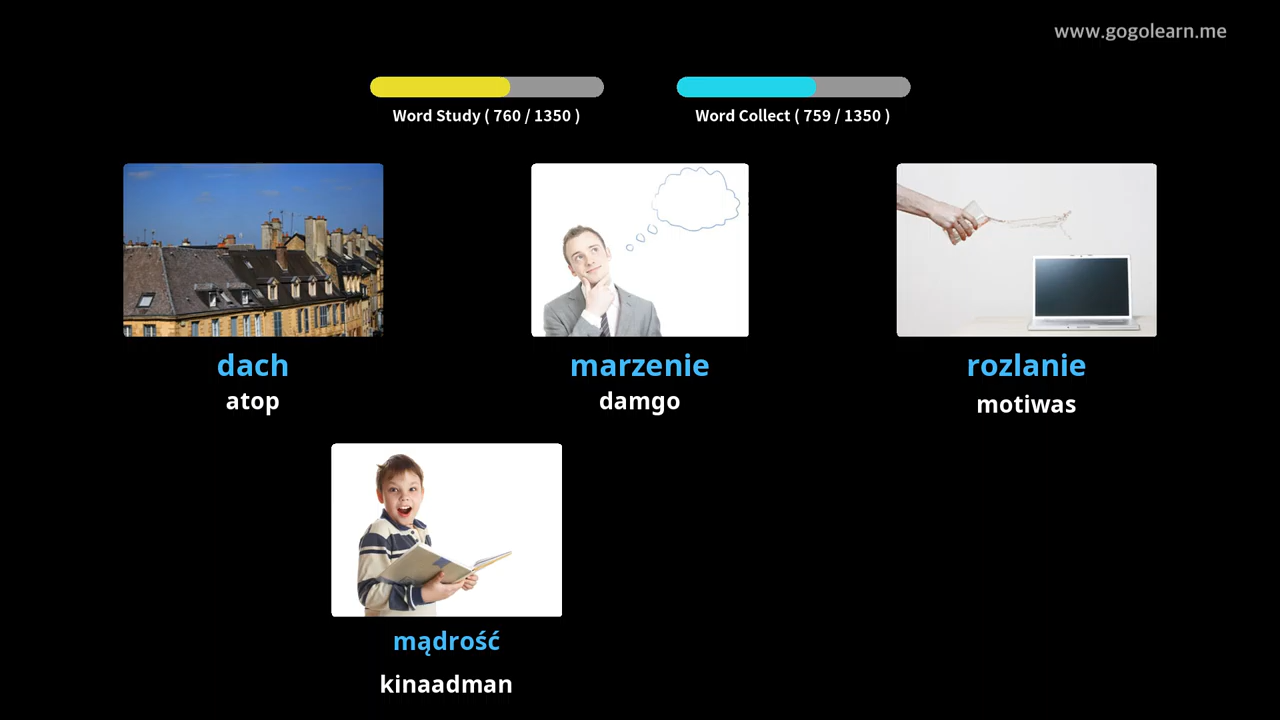 www.gogolearn.me
Word Study ( 760 / 1350 )
Word Collect ( 759 / 1350 )
dach
atop
marzenie
damgo
rozlanie
motiwas
mądrość
kinaadman